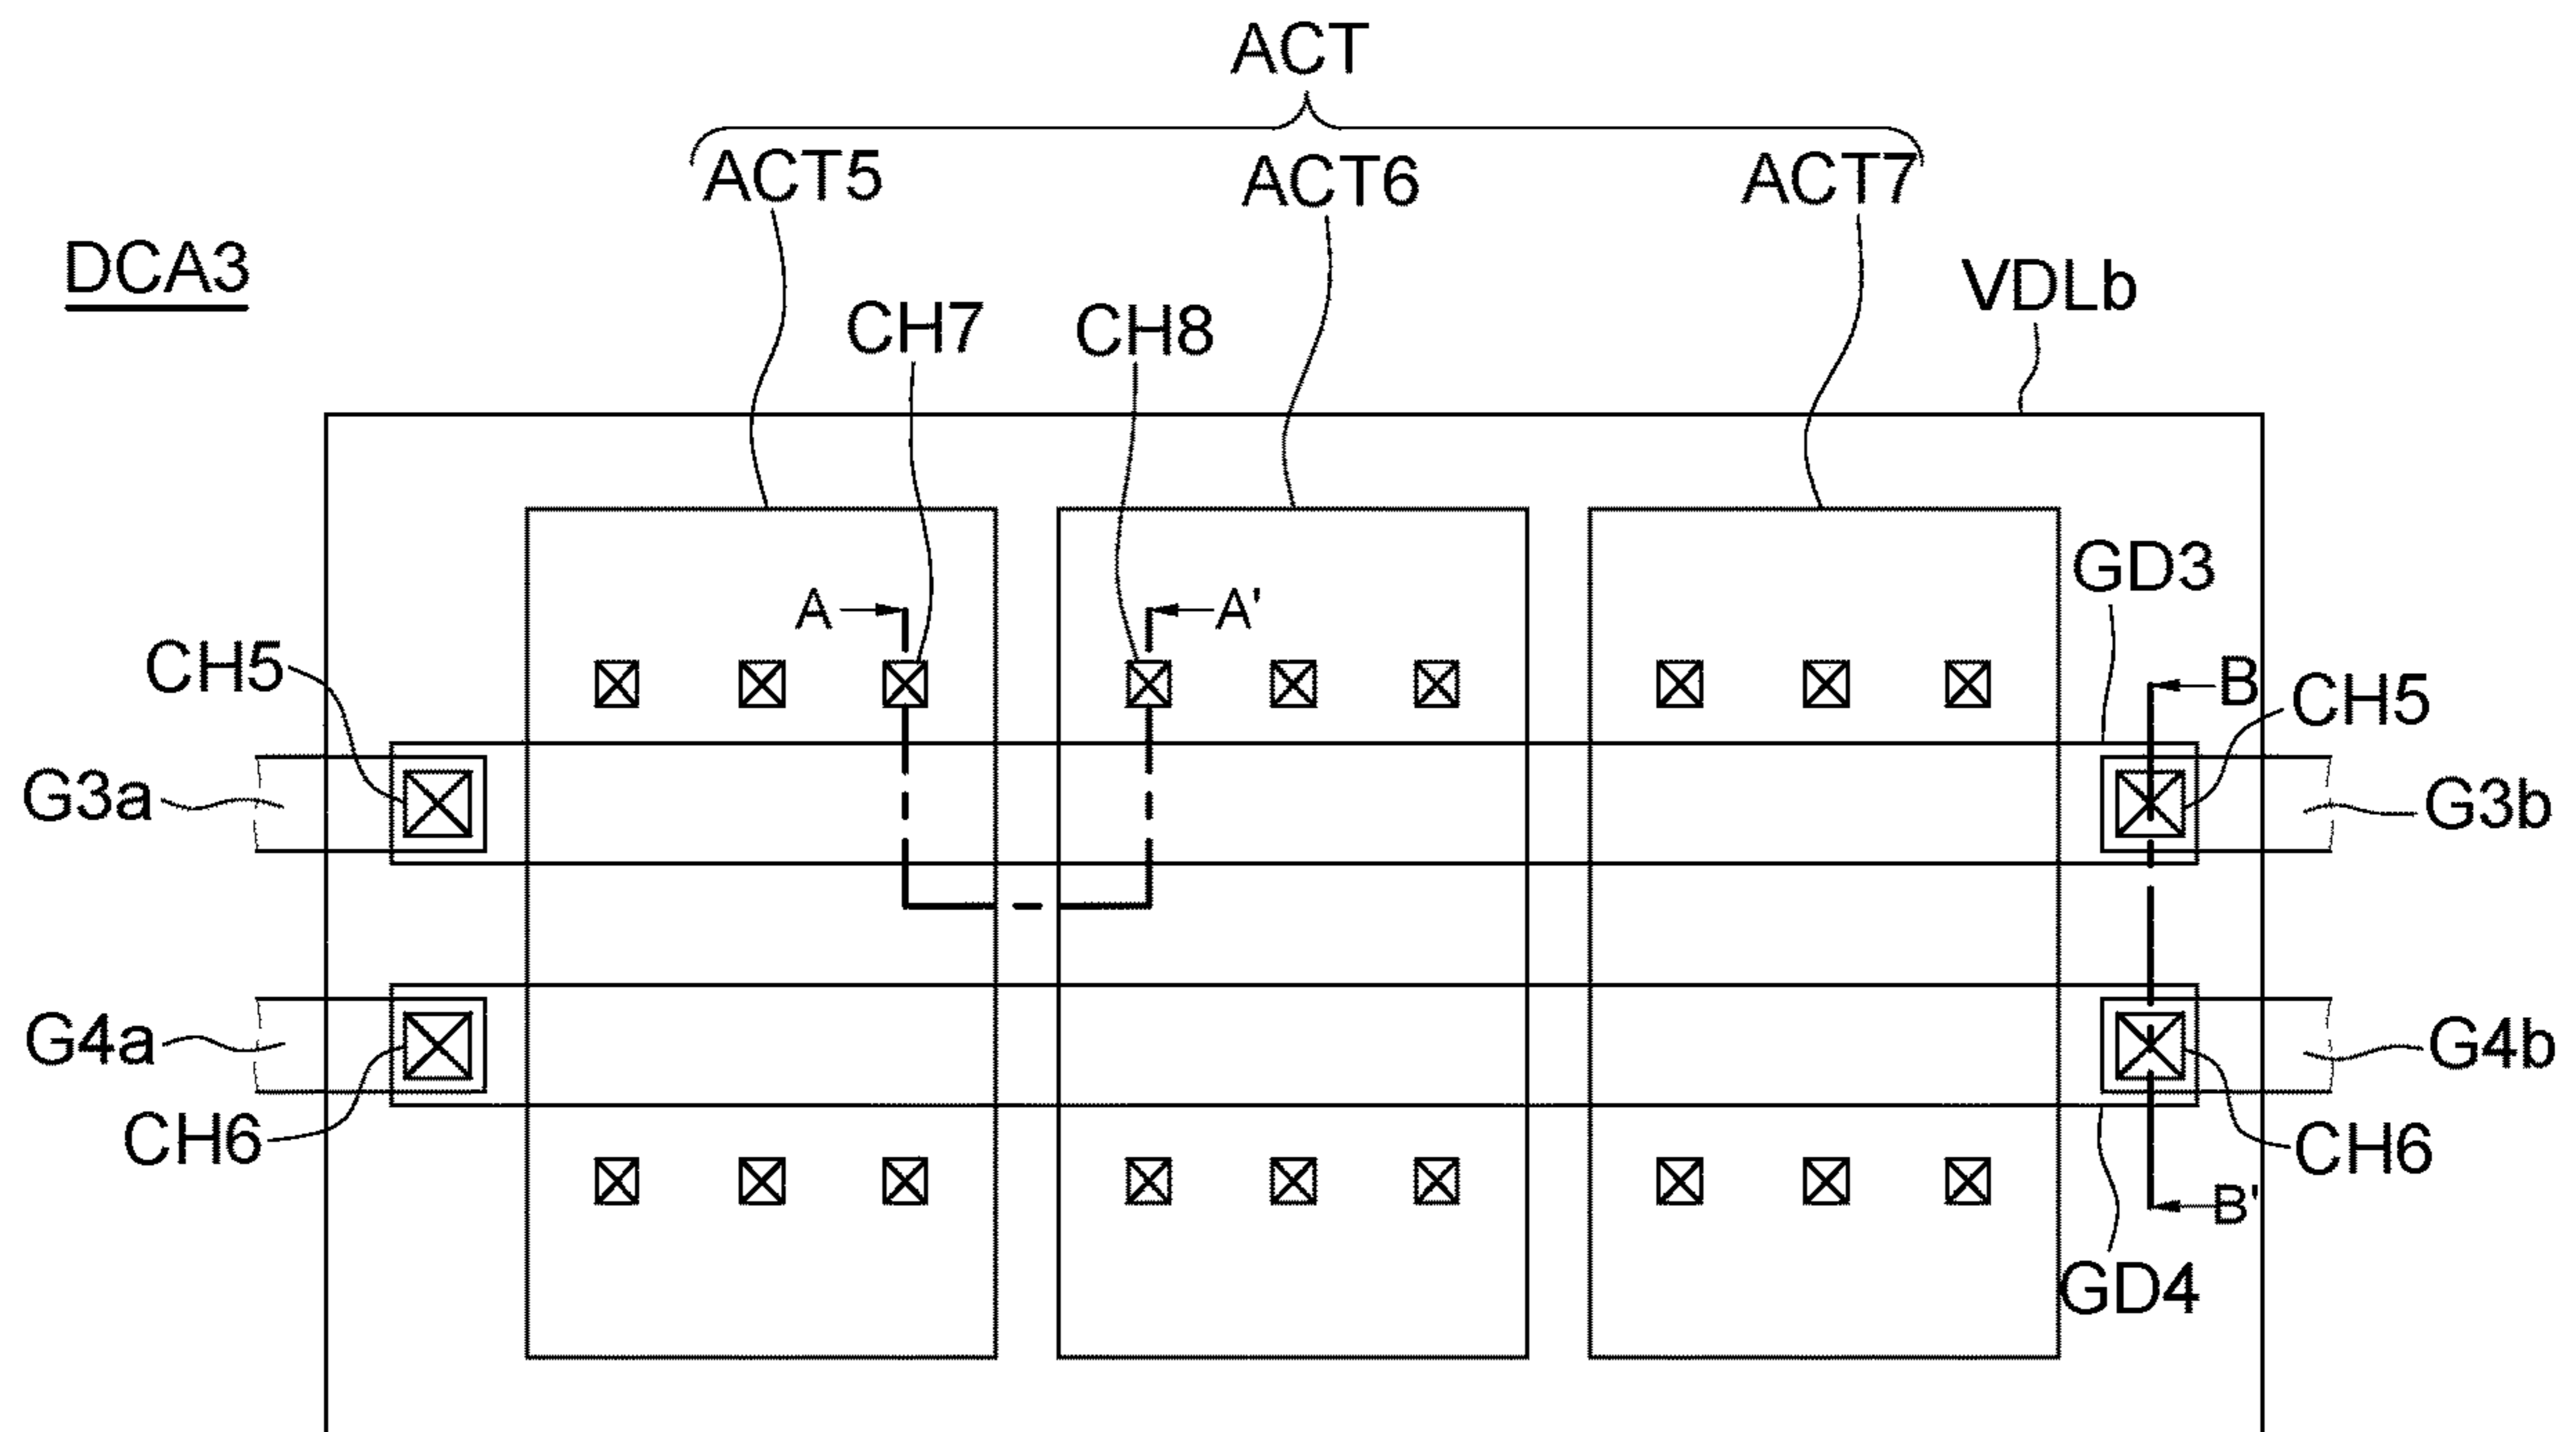 ACT
ACT5 ACT6 ACT7
DCA3
VDLb
CH7 CH8
GD3
A A'
CH5 B CH5
G3a G3b
G4a G4b
CH6 CH6
B'
GD4